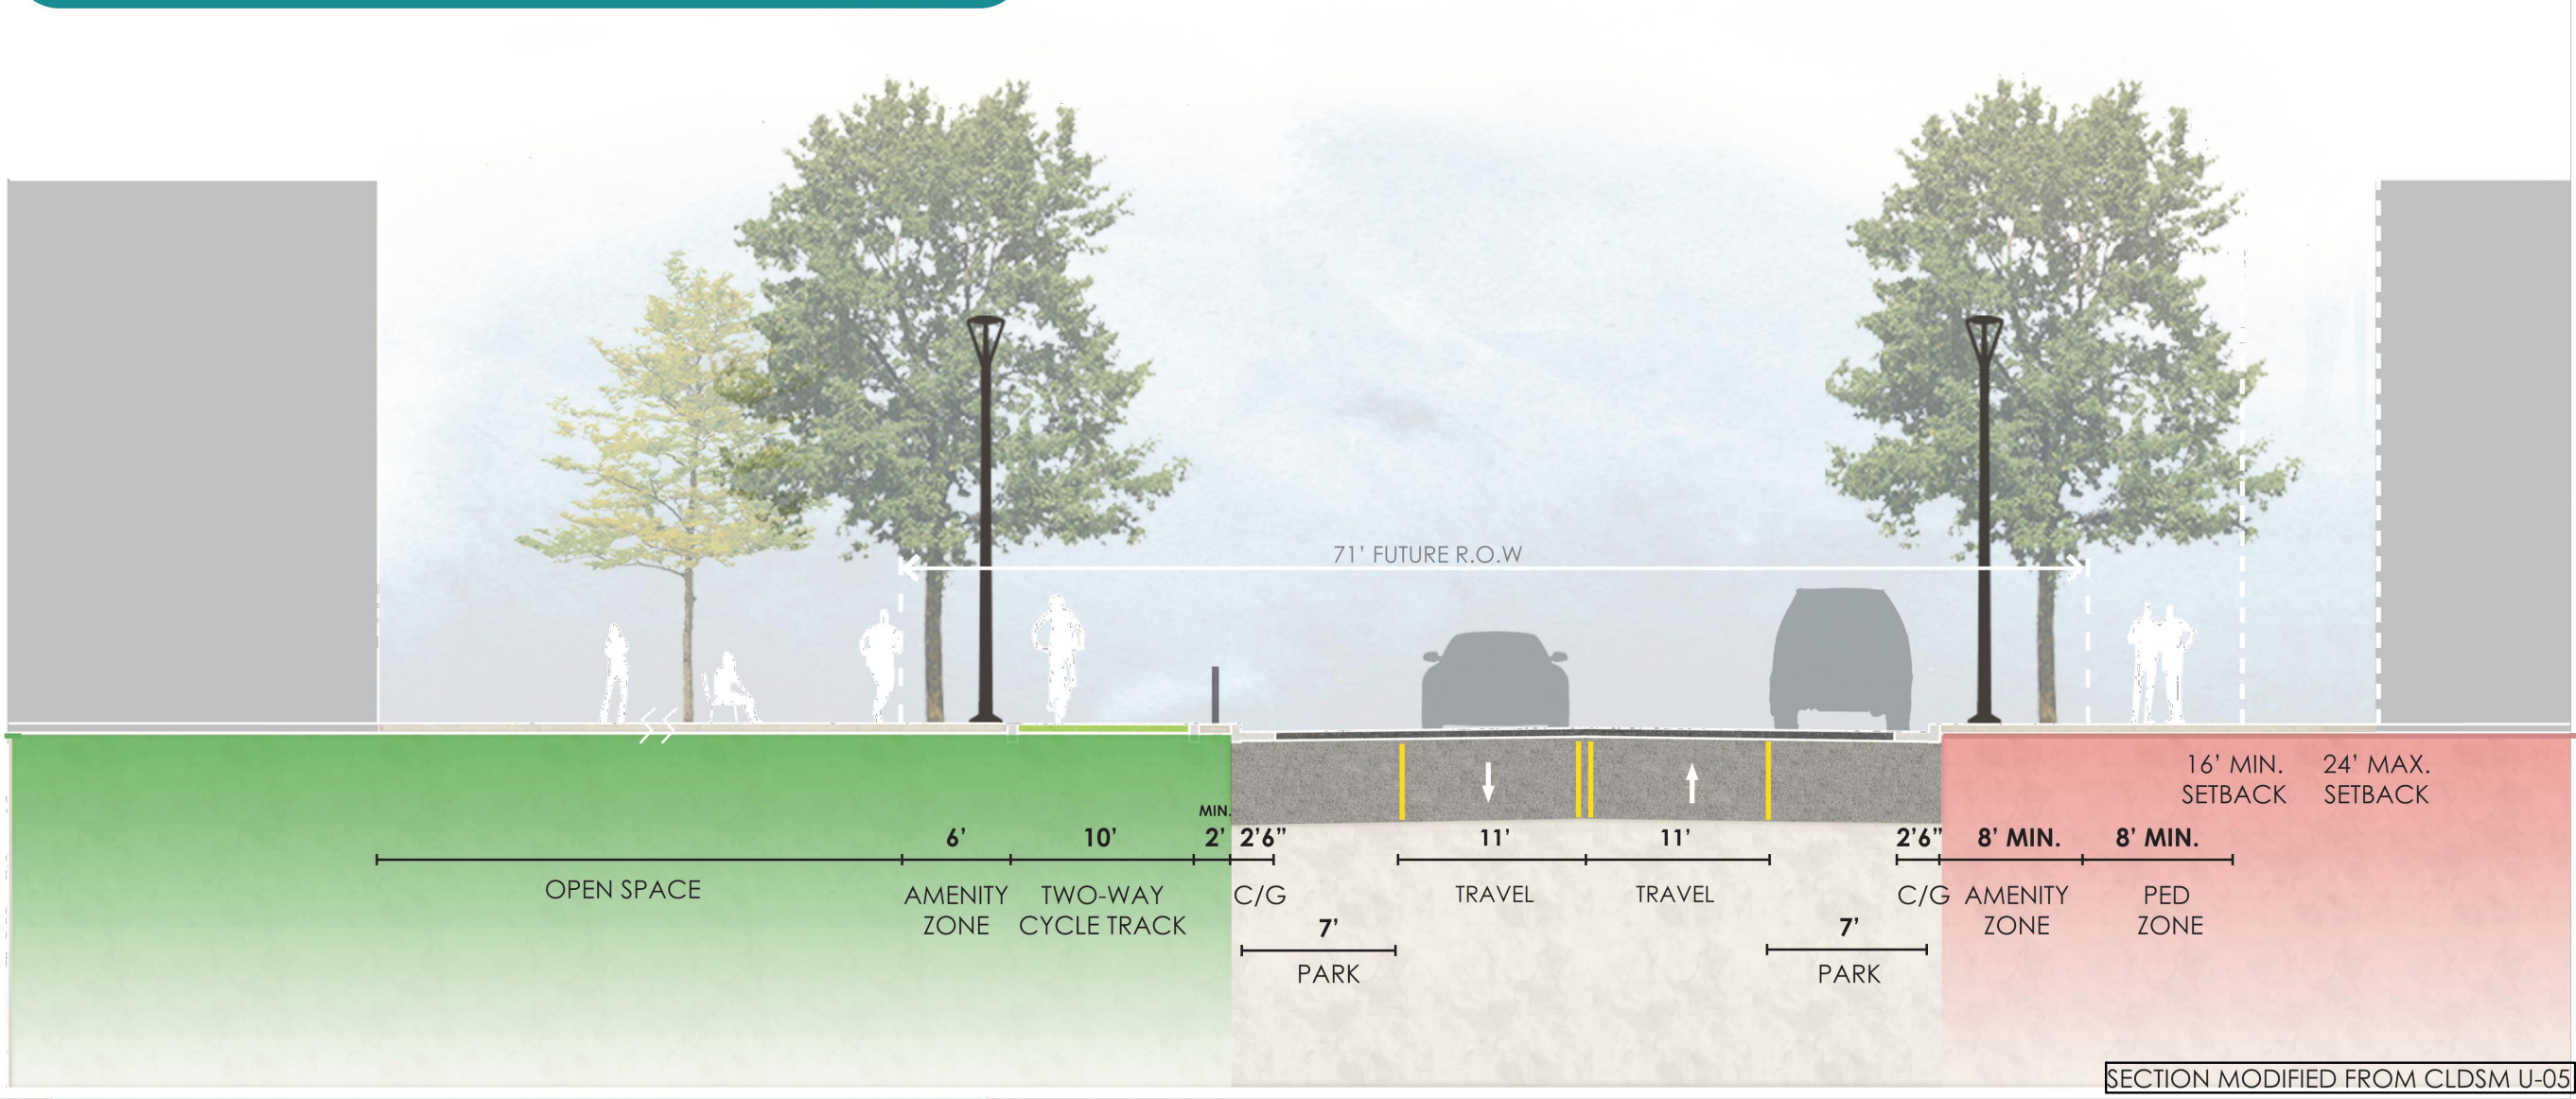 71' FUTURE R.O.W
16' MIN.
SETBACK
24' MAX.
SETBACK
MIN.
6' 10' 2' 2'6” 11' 11' 2'6” 8' MIN. 8' MIN.
OPEN SPACE
AMENITY
ZONE
TWO-WAY
CYCLE TRACK
C/G
TRAVEL
TRAVEL
C/G
AMENITY
ZONE
PED
ZONE
7'
PARK
7'
PARK
SECTION MODIFIED FROM CLDSM U-05